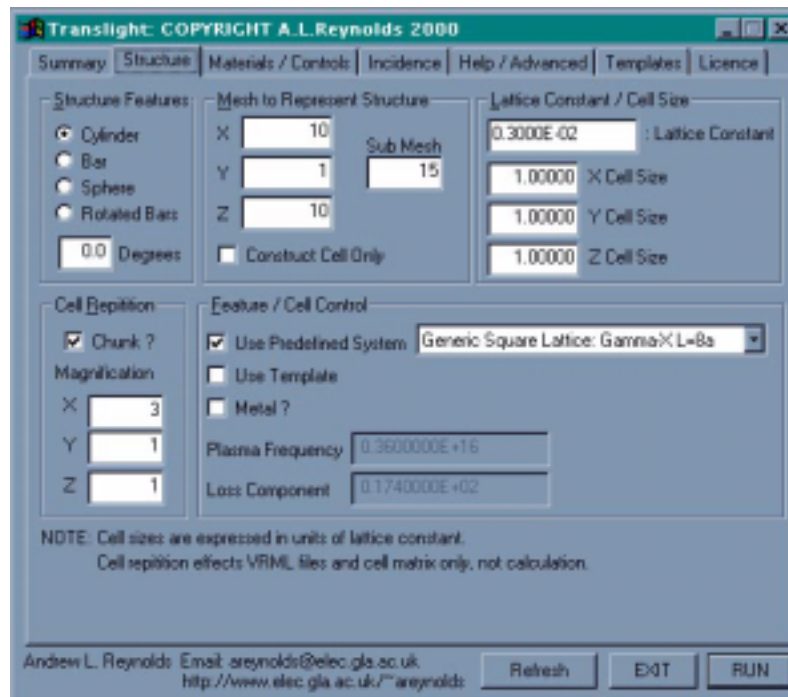 Translight: COPYRIGHT A.L.Reynolds 2000
Summary Structure Materials / Controls Incidence Help / Advanced Templates Licence
Structure Features
Cylinder
Bar
Sphere
Rotated Bars
0.0 Degrees
Mesh to Represent Structure
X 10
Y 1
Z 10
Sub Mesh
15
Construct Cell Only
Lattice Constant / Cell Size
0.3000E-02 : Lattice Constant
1.00000 X Cell Size
1.00000 Y Cell Size
1.00000 Z Cell Size
Cell Repitition
Chunk ?
Magnification
X 3
Y 1
Z 1
Feature / Cell Control
Use Predefined System Generic Square Lattice: Gamma-X L=8a
Use Template
Metal ?
Plasma Frequency 0.3600000E+16
Loss Component 0.1740000E+02
NOTE: Cell sizes are expressed in units of lattice constant.
Cell repitition effects VRML files and cell matrix only, not calculation.
Andrew L. Reynolds Email: areynolds@elec.gla.ac.uk
http://www.elec.gla.ac.uk/~areynolds
Refresh EXIT RUN